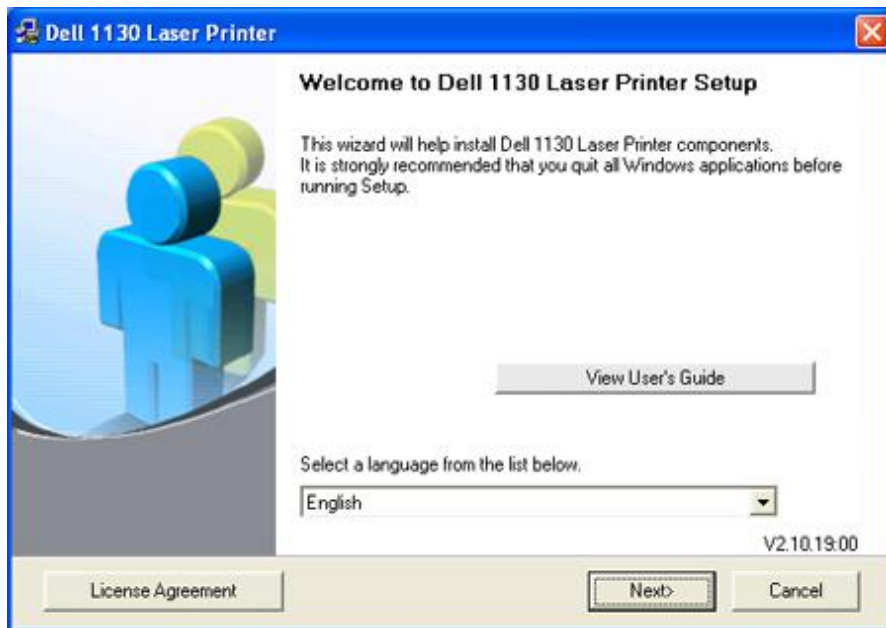 Dell 1130 Laser Printer
Welcome to Dell 1130 Laser Printer Setup
This wizard will help install Dell 1130 Laser Printer components.
It is strongly recommended that you quit all Windows applications before
running Setup.
View User's Guide
Select a language from the list below.
English
V2.10.19:00
License Agreement
Next>
Cancel